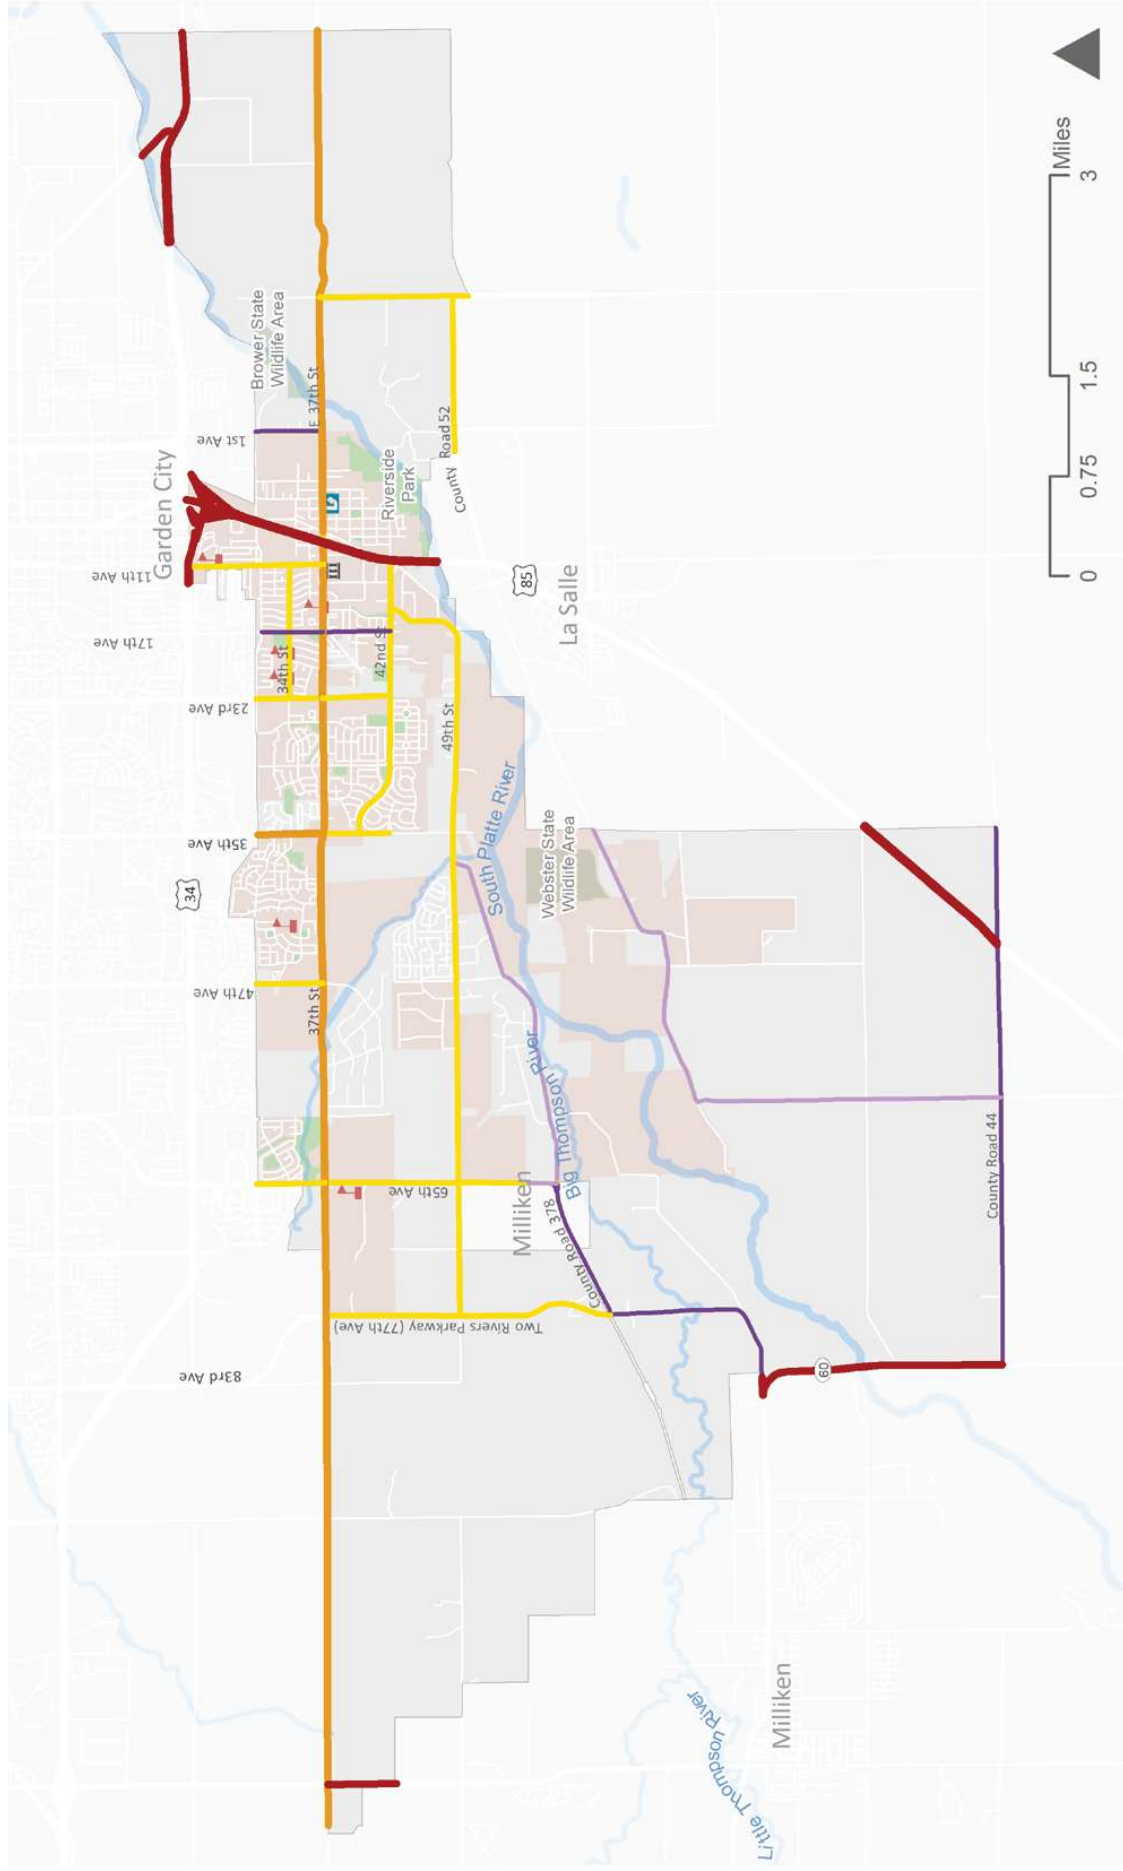 Garden City
11th Ave
17th Ave
23rd Ave
35th Ave
34
47th Ave
83rd Ave
1st Ave
Brower State
Wildlife Area
E 37th St
34th St
37th St
42nd St
49th St
65th Ave
Two Rivers Parkway (77th Ave)
Riverside
Park
County
Road 52
85
La Salle
South Platte River
Webster State
Wildlife Area
Big Thompson River
Milliken
County Road 378
60
County Road 44
Little Thompson River
Milliken
0
0.75
1.5
3
Miles